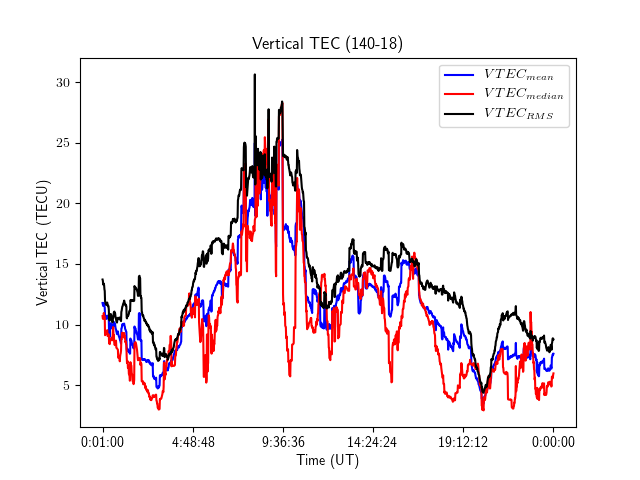 Vertical TEC (140-18)
VTEC_mean
VTEC_median
VTEC_RMS
Vertical TEC (TECU)
30
25
20
15
10
5
0:01:00 4:48:48 9:36:36 14:24:24 19:12:12 0:00:00
Time (UT)